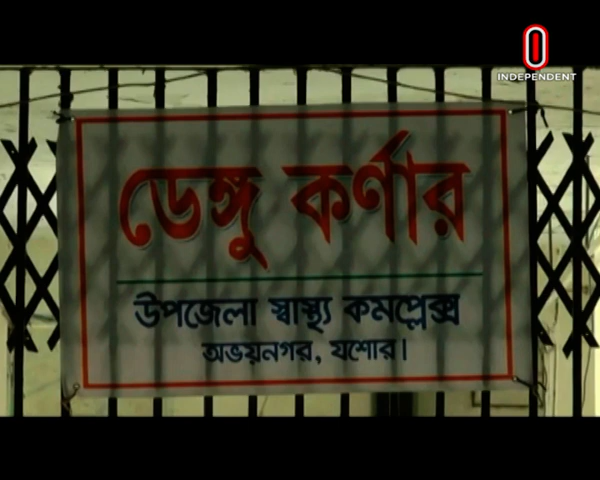 INDEPENDENT
ডেঙ্গু কর্ণার
উপজেলা স্বাস্থ্য কমপ্লেক্স
অভয়নগর, যশোর।